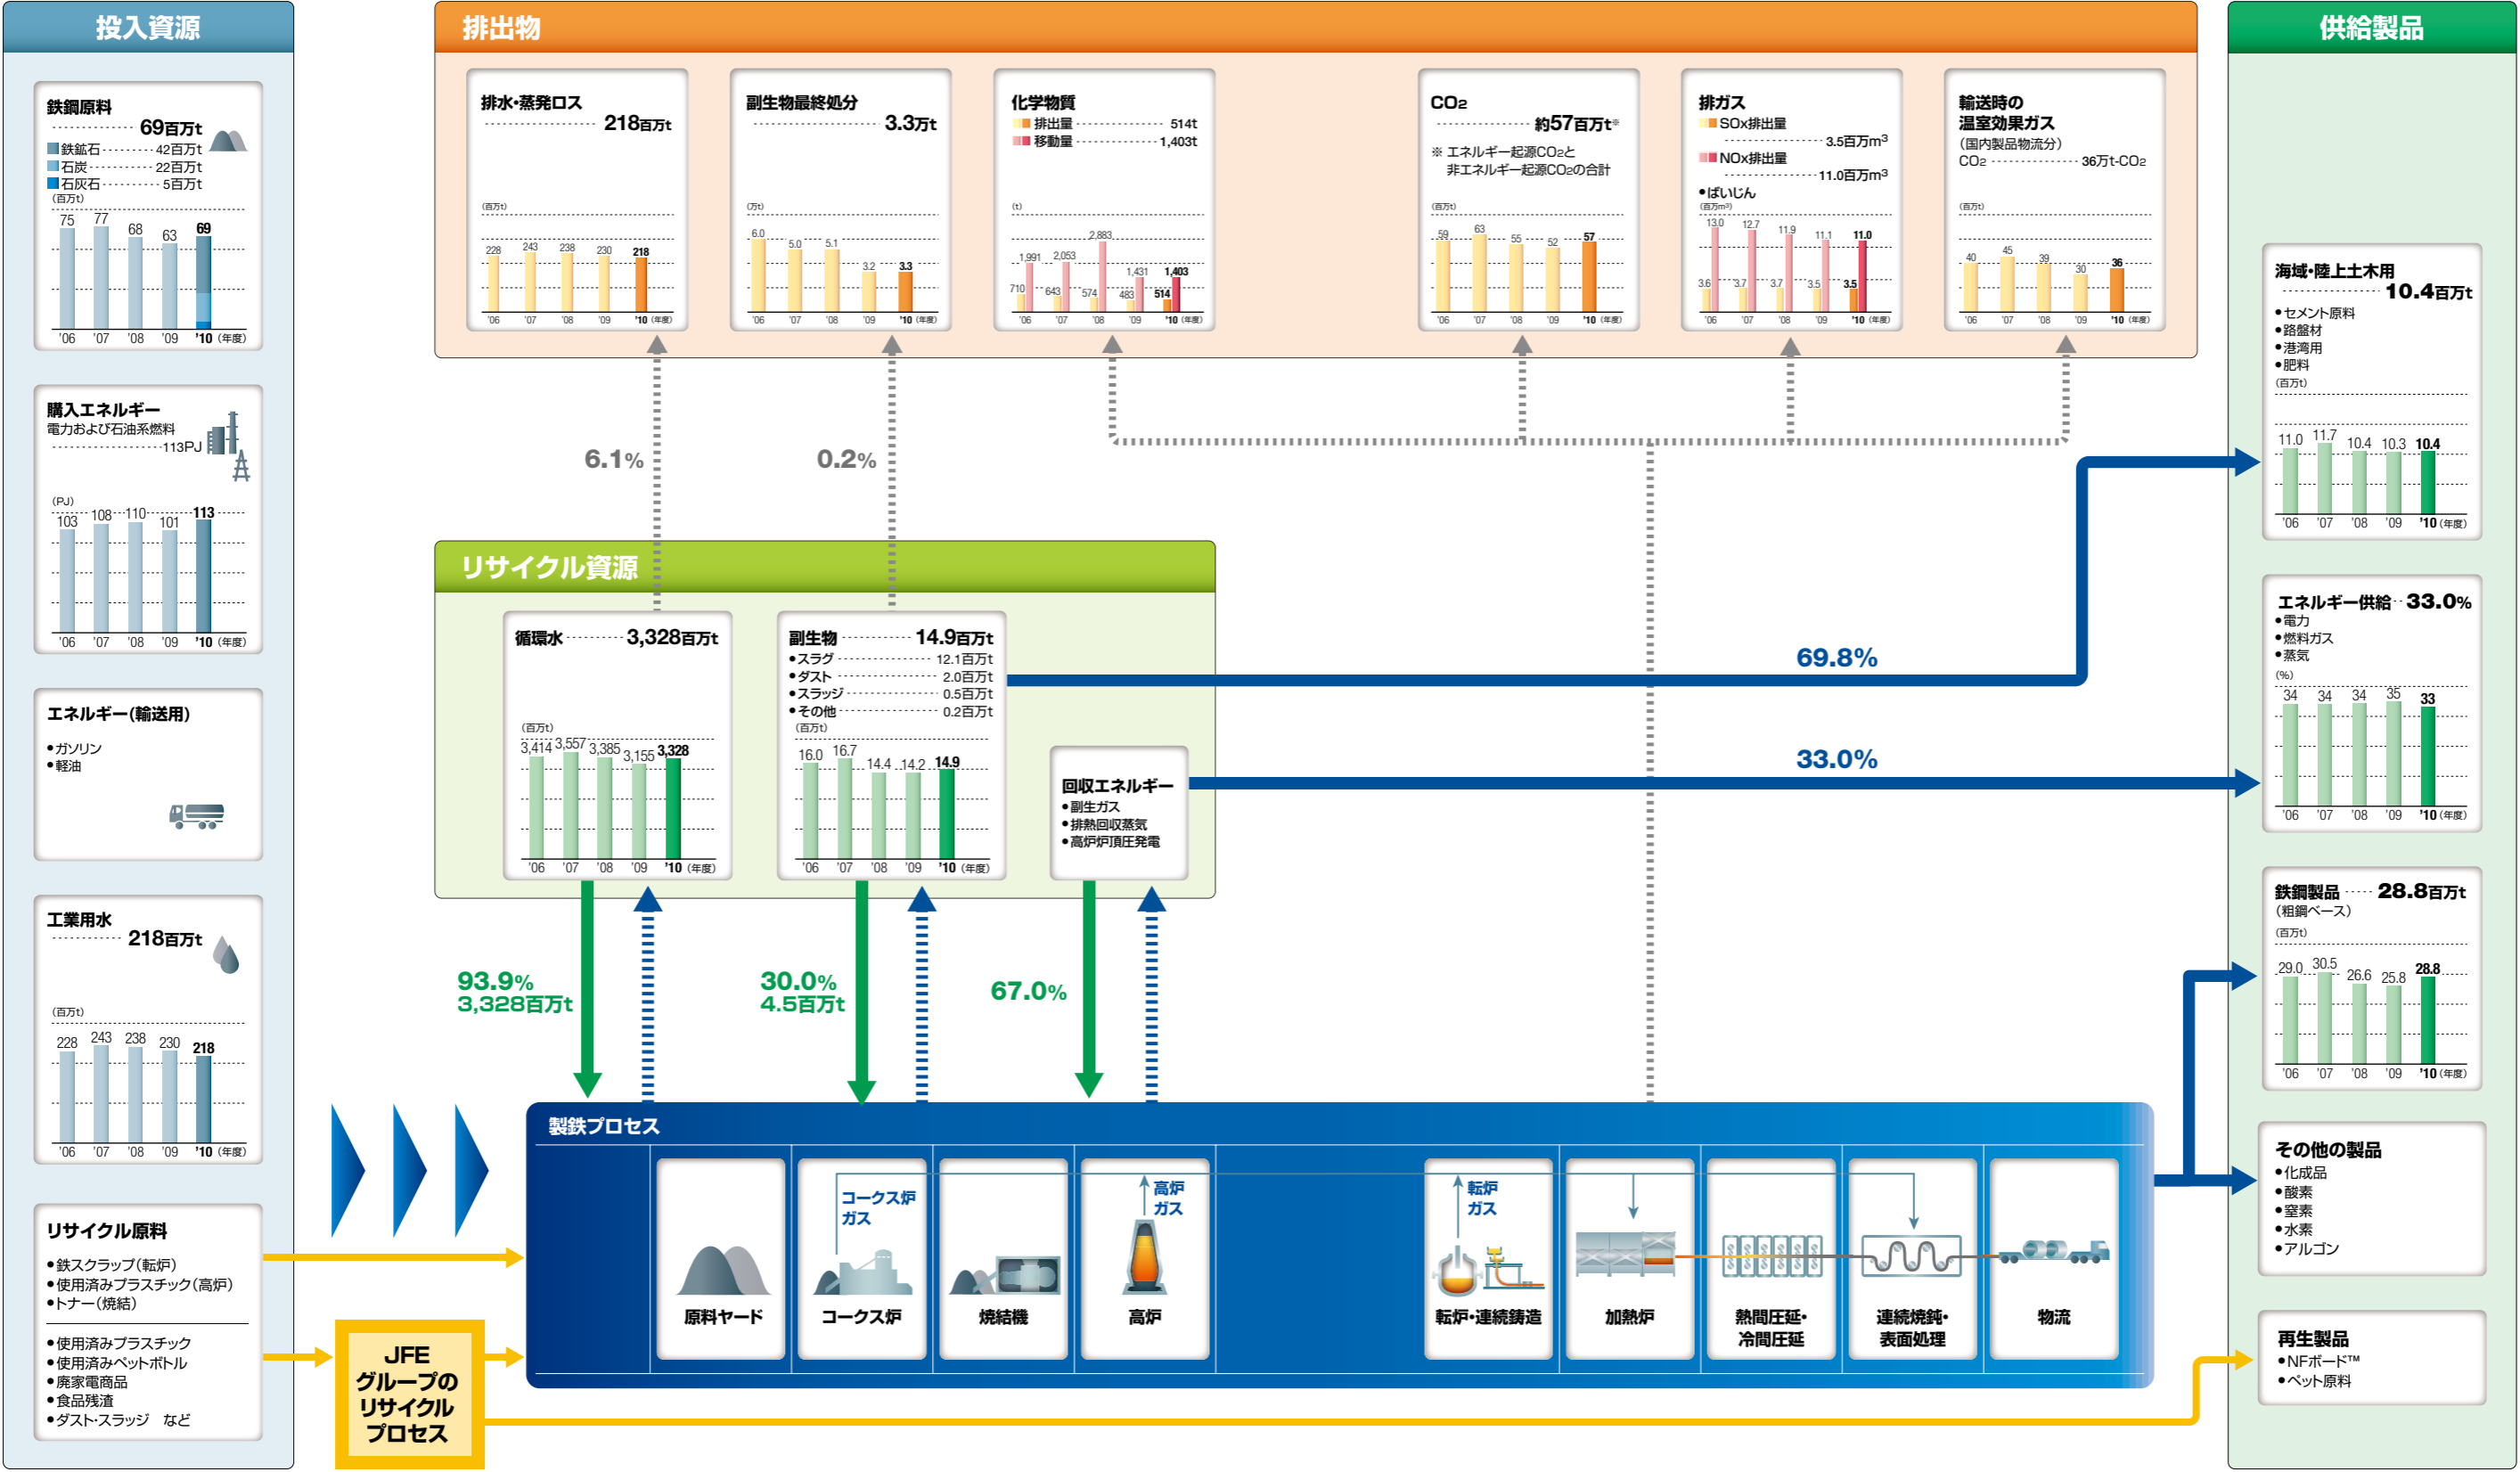 投入資源
鉄鋼原料
69百万t
鉄鉱石 42百万t
石炭 22百万t
石灰石 5百万t
(百万t)
75 77 68 63 69
'06 '07 '08 '09 '10 (年度)
購入エネルギー
電力および石油系燃料
113PJ
(PJ)
103 108 110 101 113
'06 '07 '08 '09 '10 (年度)
エネルギー(輸送用)
●ガソリン
●軽油
工業用水
218百万t
(百万t)
228 243 238 230 218
'06 '07 '08 '09 '10 (年度)
リサイクル原料
●鉄スクラップ(転炉)
●使用済みプラスチック(高炉)
●トナー(焼結)
●使用済みプラスチック
●使用済みペットボトル
●廃家電商品
●食品残渣
●ダスト・スラッジ など
JFE
グループの
リサイクル
プロセス
排出物
排水・蒸発ロス
218百万t
(百万t)
228 243 238 230 218
'06 '07 '08 '09 '10 (年度)
副生物最終処分
3.3万t
(万t)
6.0 5.0 5.1 3.2 3.3
'06 '07 '08 '09 '10 (年度)
化学物質
排出量 514t
移動量 1,403t
(t)
1,991 2,053 2,883 1,431 1,403
710 643 574 483 514
'06 '07 '08 '09 '10 (年度)
CO2
約57百万t※
※ エネルギー起源CO2と
非エネルギー起源CO2の合計
(百万t)
59 63 55 52 57
'06 '07 '08 '09 '10 (年度)
排ガス
SOx排出量
3.5百万m3
NOx排出量
11.0百万m3
●ばいじん
(百万m3)
13.0 12.7 11.9 11.1 11.0
3.6 3.7 3.7 3.5 3.5
'06 '07 '08 '09 '10 (年度)
輸送時の
温室効果ガス
(国内製品物流分)
CO2 36万t-CO2
(百万t)
40 45 39 30 36
'06 '07 '08 '09 '10 (年度)
6.1%
0.2%
リサイクル資源
循環水 3,328百万t
(百万t)
3,414 3,557 3,385 3,155 3,328
'06 '07 '08 '09 '10 (年度)
副生物 14.9百万t
●スラグ 12.1百万t
●ダスト 2.0百万t
●スラッジ 0.5百万t
●その他 0.2百万t
(百万t)
16.0 16.7 14.4 14.2 14.9
'06 '07 '08 '09 '10 (年度)
回収エネルギー
●副生ガス
●排熱回収蒸気
●高炉炉頂圧発電
69.8%
33.0%
93.9%
3,328百万t
30.0%
4.5百万t
67.0%
製鉄プロセス
コークス炉
ガス
高炉
ガス
転炉
ガス
原料ヤード
コークス炉
焼結機
高炉
転炉・連続鋳造
加熱炉
熱間圧延・
冷間圧延
連続焼鈍・
表面処理
物流
供給製品
海域・陸上土木用
10.4百万t
●セメント原料
●路盤材
●港湾用
●肥料
(百万t)
11.0 11.7 10.4 10.3 10.4
'06 '07 '08 '09 '10 (年度)
エネルギー供給 33.0%
●電力
●燃料ガス
●蒸気
(%)
34 34 34 35 33
'06 '07 '08 '09 '10 (年度)
鉄鋼製品 28.8百万t
(粗鋼ベース)
(百万t)
29.0 30.5 26.6 25.8 28.8
'06 '07 '08 '09 '10 (年度)
その他の製品
●化成品
●酸素
●窒素
●水素
●アルゴン
再生製品
●NFボード™
●ペット原料